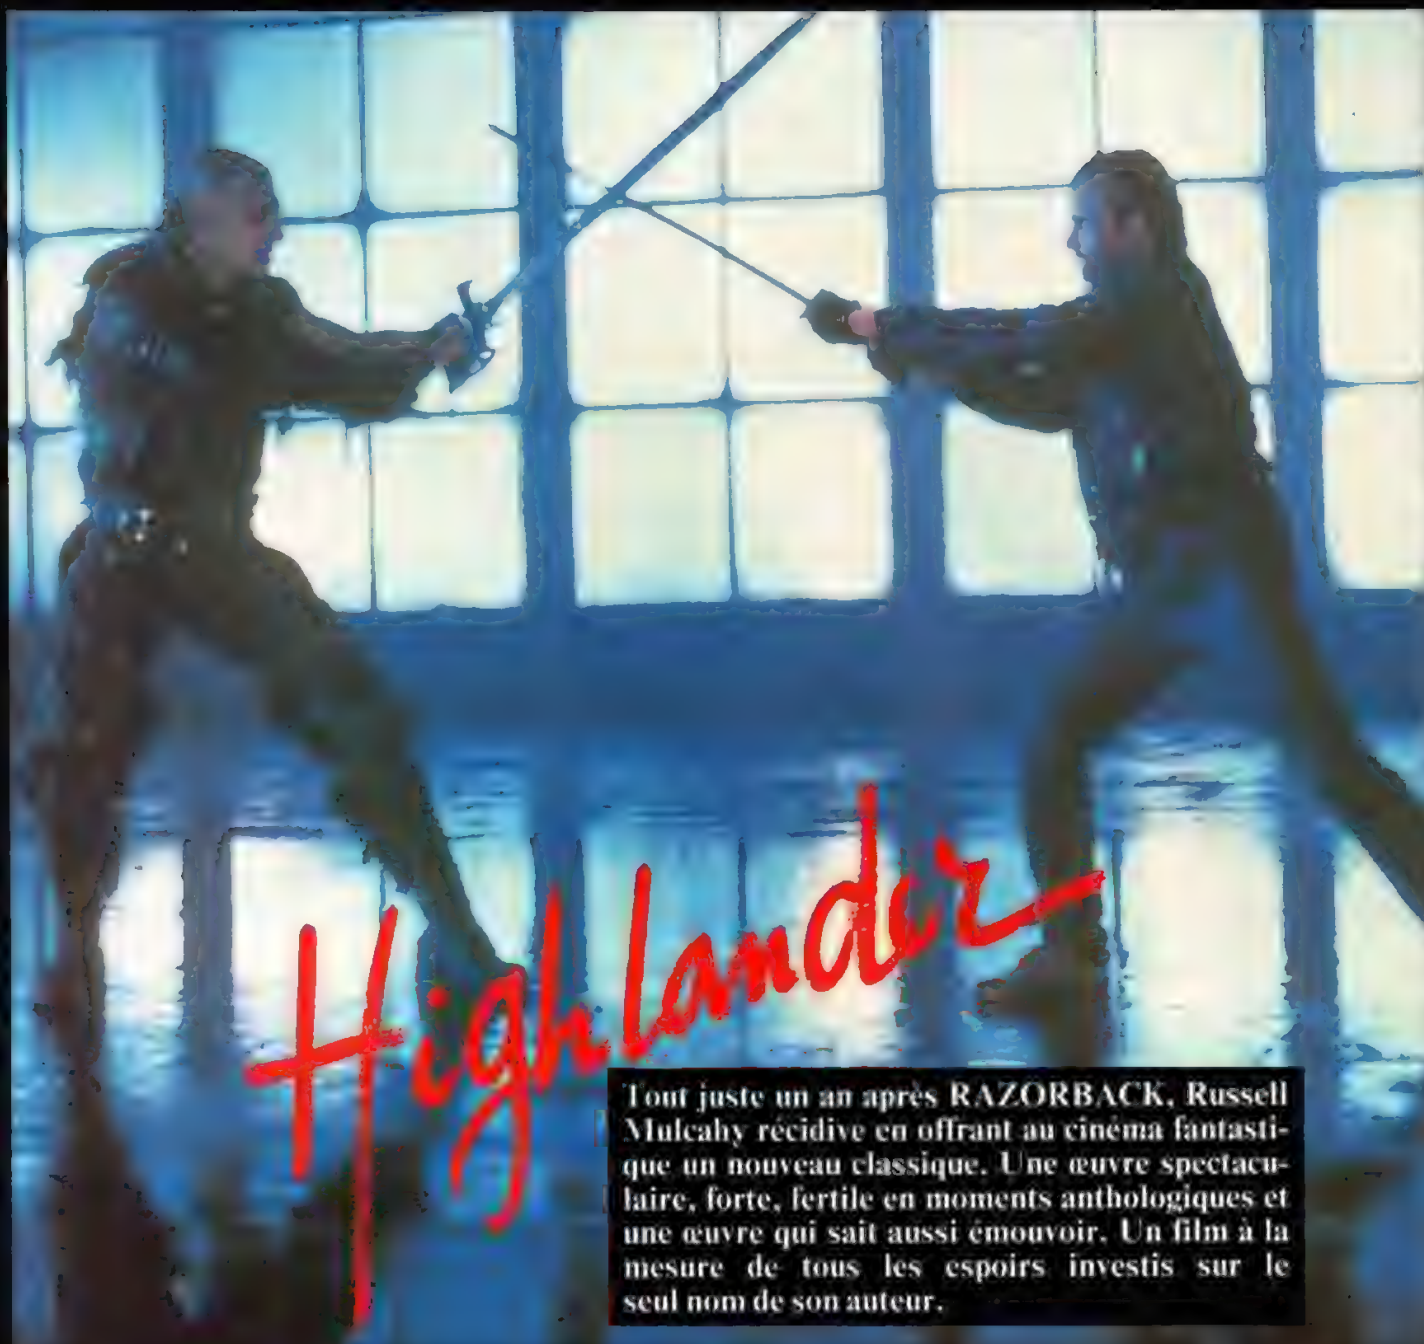 Highlander
Tout juste un an après RAZORBACK, Russell
Mulcahy récidive en offrant au cinéma fantasti-
que un nouveau classique. Une œuvre spectacu-
laire, forte, fertile en moments anthologiques et
une œuvre qui sait aussi émouvoir. Un film à la
mesure de tous les espoirs investis sur le
seul nom de son auteur.